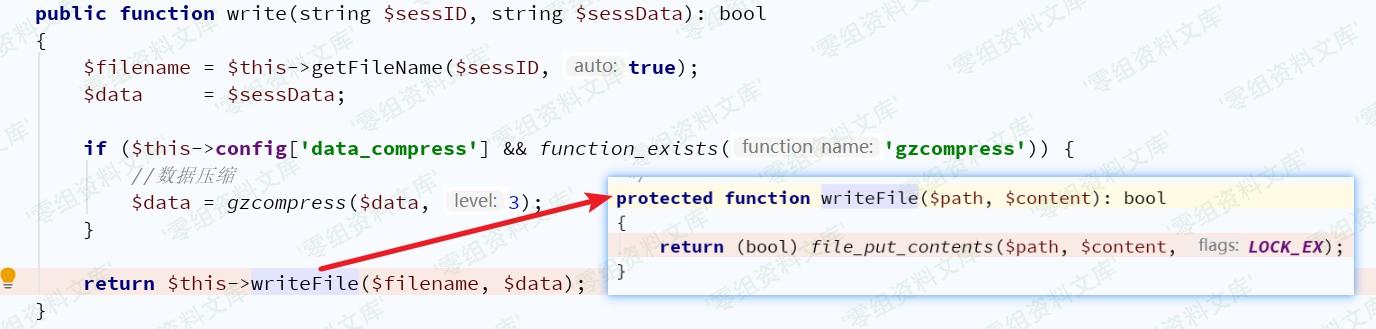 public function write(string $sessID, string $sessData): bool
{
$filename = $this->getFileName($sessID, auto: true);
$data = $sessData;
if ($this->config['data_compress'] && function_exists( function name: 'gzcompress')) {
//数据压缩
$data = gzcompress($data, level: 3);
}
return $this->writeFile($filename, $data);
}
protected function writeFile($path, $content): bool
{
return (bool) file_put_contents($path, $content, flags: LOCK_EX);
}
'零组资料文库'